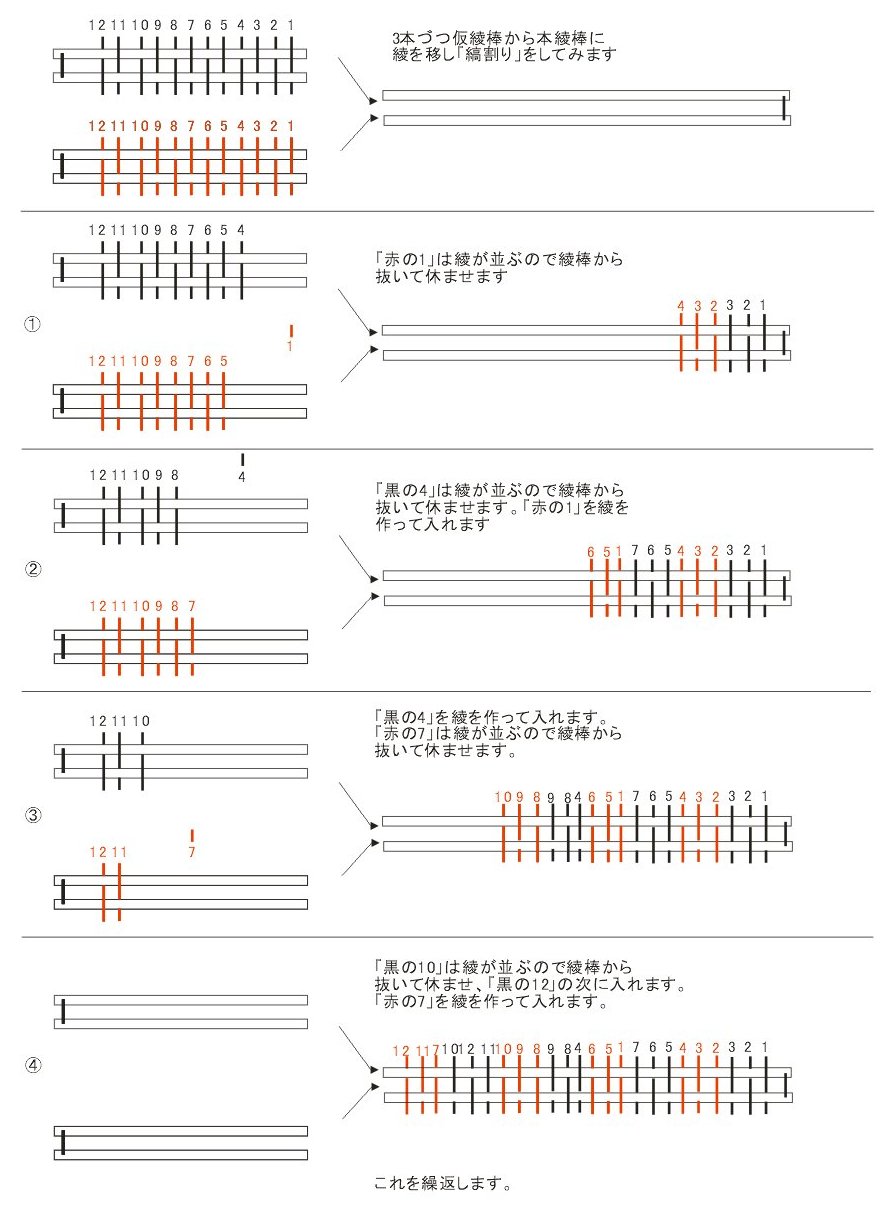 12 11 10 9 8 7 6 5 4 3 2 1
3本づつ仮綾棒から本綾棒に
綾を移し「縞割り」をしてみます
12 11 10 9 8 7 6 5 4 3 2 1
12 11 10 9 8 7 6 5 4
「赤の1」は綾が並ぶので綾棒から
抜いて休ませます
①
1
4 3 2 3 2 1
12 11 10 9 8 7 6 5
12 11 10 9 8
4
「黒の4」は綾が並ぶので綾棒から
抜いて休ませます。「赤の1」を綾を
作って入れます
②
6 5 1 7 6 5 4 3 2 3 2 1
12 11 10 9 8 7
12 11 10
「黒の4」を綾を作って入れます。
「赤の7」は綾が並ぶので綾棒から
抜いて休ませます。
③
10 9 8 9 8 4 6 5 1 7 6 5 4 3 2 3 2 1
12 11
7
「黒の10」は綾が並ぶので綾棒から
抜いて休ませ、「黒の12」の次に入れます。
「赤の7」を綾を作って入れます。
④
12 11 7 10 12 11 10 9 8 9 8 4 6 5 1 7 6 5 4 3 2 3 2 1
これを繰返します。